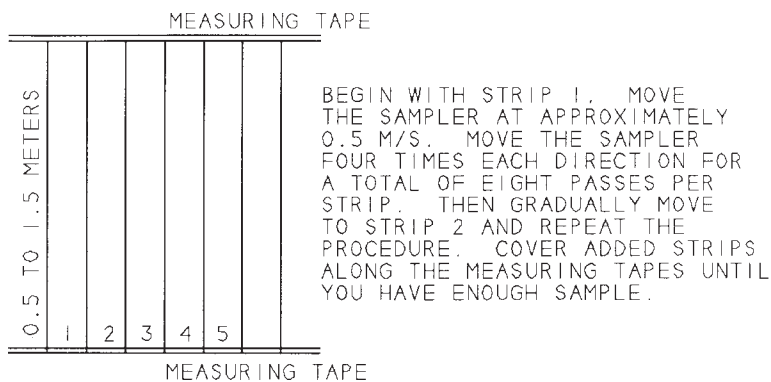 MEASURING TAPE
0.5 TO 1.5 METERS
1 2 3 4 5
BEGIN WITH STRIP 1. MOVE
THE SAMPLER AT APPROXIMATELY
0.5 M/S. MOVE THE SAMPLER
FOUR TIMES EACH DIRECTION FOR
A TOTAL OF EIGHT PASSES PER
STRIP. THEN GRADUALLY MOVE
TO STRIP 2 AND REPEAT THE
PROCEDURE. COVER ADDED STRIPS
ALONG THE MEASURING TAPES UNTIL
YOU HAVE ENOUGH SAMPLE.
MEASURING TAPE